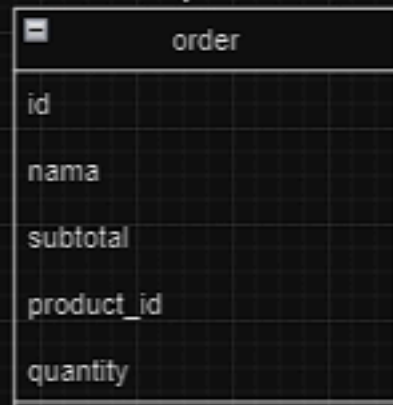 order
id
nama
subtotal
product_id
quantity